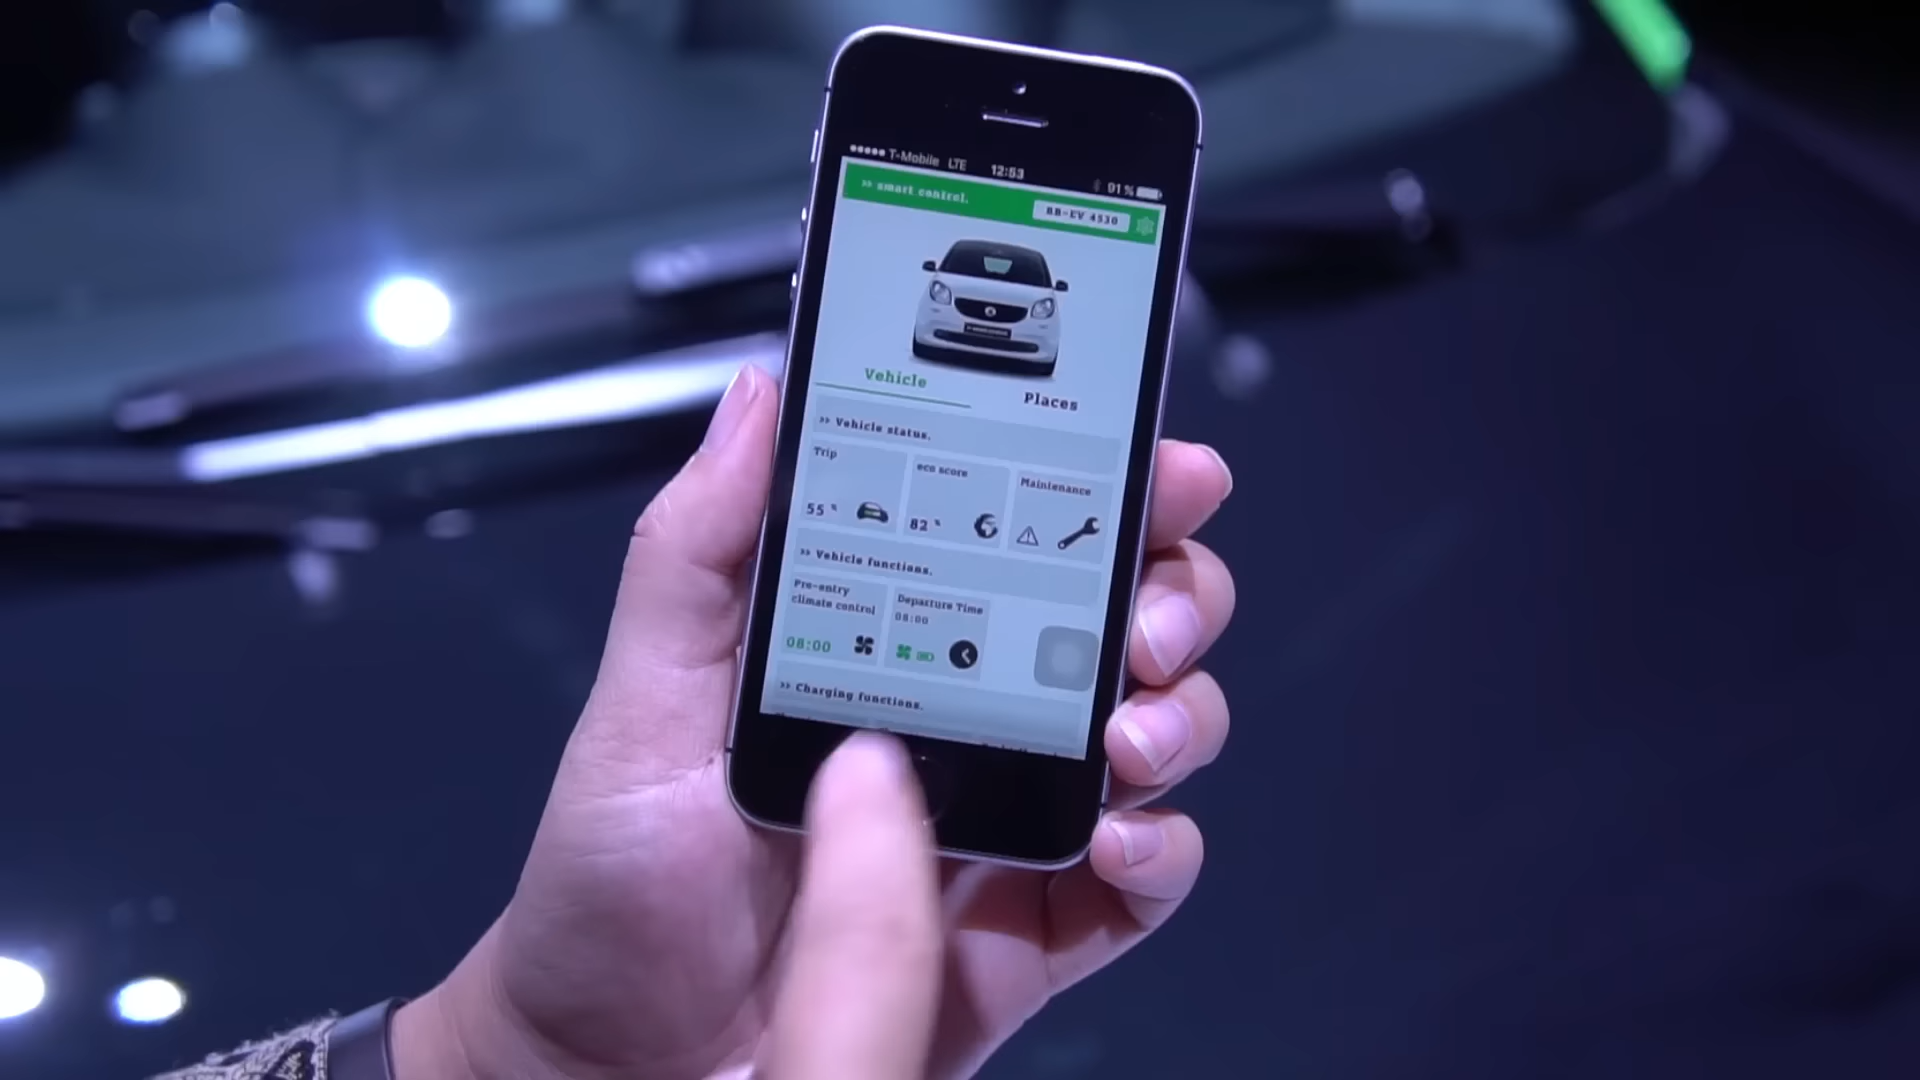 T-Mobile LTE 12:53 91 %
» smart control. BB-EV 4530
Vehicle
Places
» Vehicle status.
Trip
eco score
Maintenance
55 %
82 %
» Vehicle functions.
Pre-entry
climate control
Departure Time
08:00
08:00
» Charging functions.